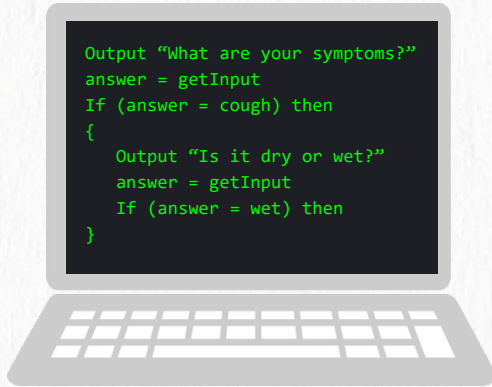 Output “What are your symptoms?”
answer = getInput
If (answer = cough) then
{
Output “Is it dry or wet?”
answer = getInput
If (answer = wet) then
}